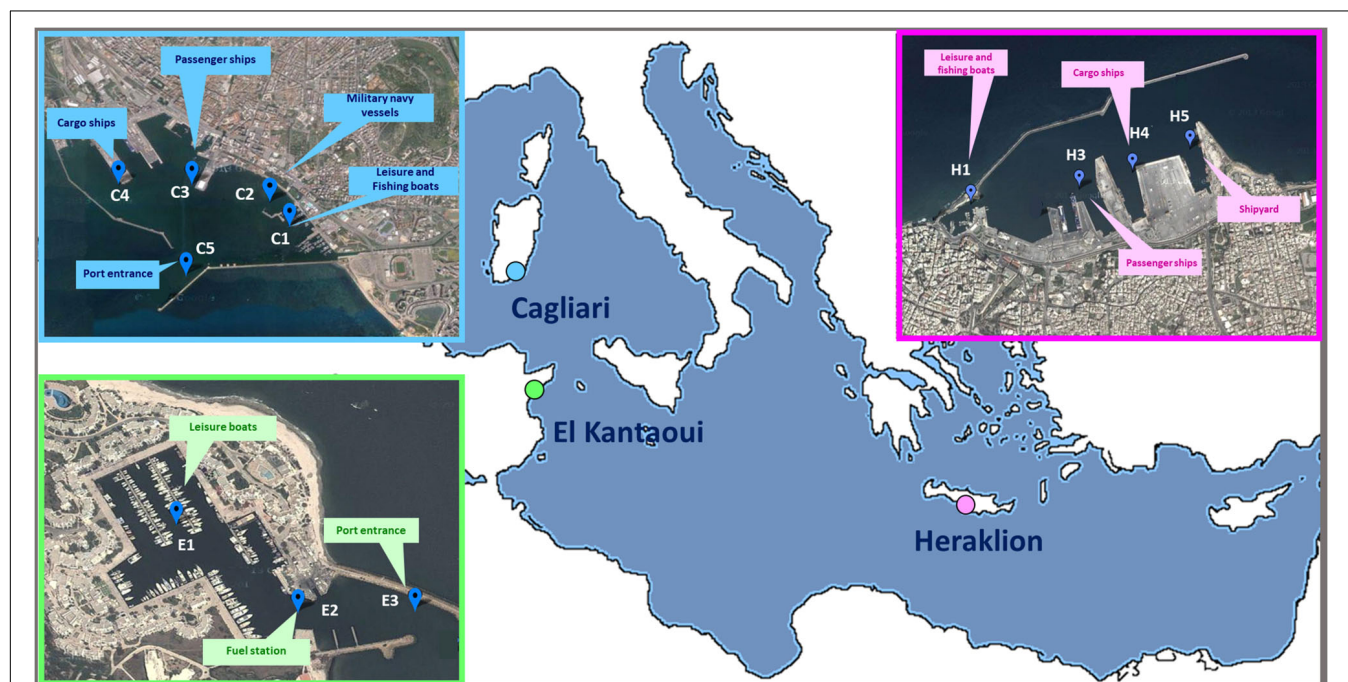 Passenger ships
Military navy
vessels
Cargo ships
Leisure and
Fishing boats
C4
C3
C2
C1
C5
Port entrance
Leisure and
fishing boats
Cargo ships
H5
H4
H3
H1
Shipyard
Passenger ships
Cagliari
El Kantaoui
Heraklion
Leisure boats
E1
Port entrance
E2
E3
Fuel station